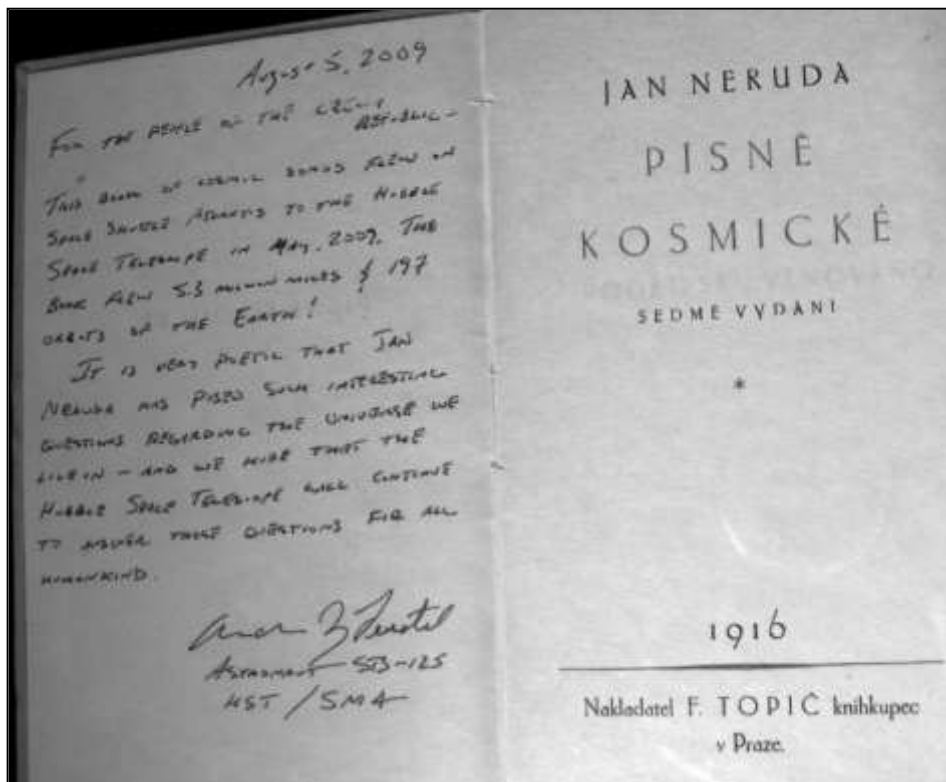 August 5, 2009
For the people of the Czech
Republic –
This book of cosmic songs flew on
Space Shuttle Atlantis to the Hubble
Space Telescope in May, 2009. The
book flew 5.3 million miles & 197
orbits of the Earth!
It is very poetic that Jan
Neruda has posed such interesting
questions regarding the universe we
live in – and we hope that the
Hubble Space Telescope will continue
to answer those questions for all
humankind.
Astronaut STS-125
HST / SMA
JAN NERUDA
PÍSNĚ
KOSMICKÉ
SEDMÉ VYDÁNÍ
*
1916
Nakladatel F. TOPIČ knihkupec
v Praze.